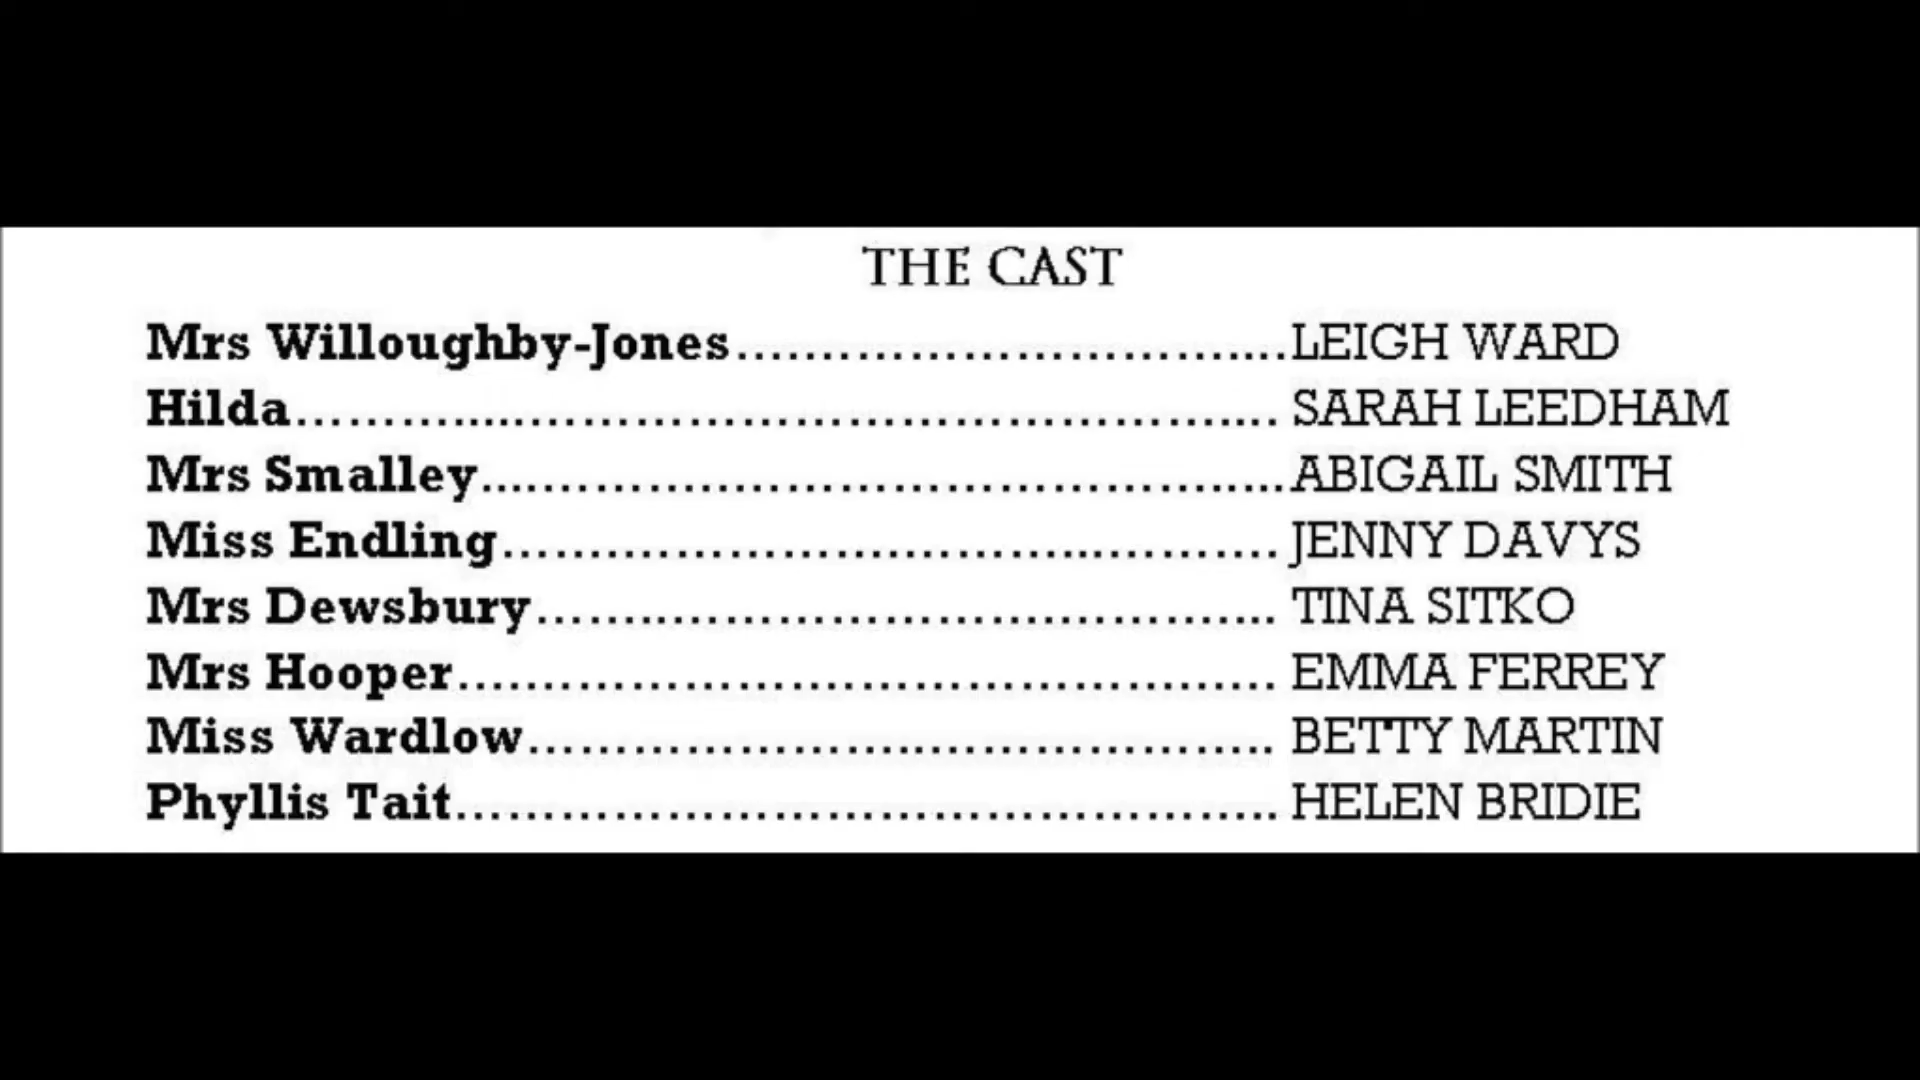 THE CAST
Mrs Willoughby-Jones................................LEIGH WARD
Hilda................................................ SARAH LEEDHAM
Mrs Smalley..........................................ABIGAIL SMITH
Miss Endling......................................... JENNY DAVYS
Mrs Dewsbury........................................ TINA SITKO
Mrs Hooper........................................... EMMA FERREY
Miss Wardlow........................................ BETTY MARTIN
Phyllis Tait......................................... HELEN BRIDIE